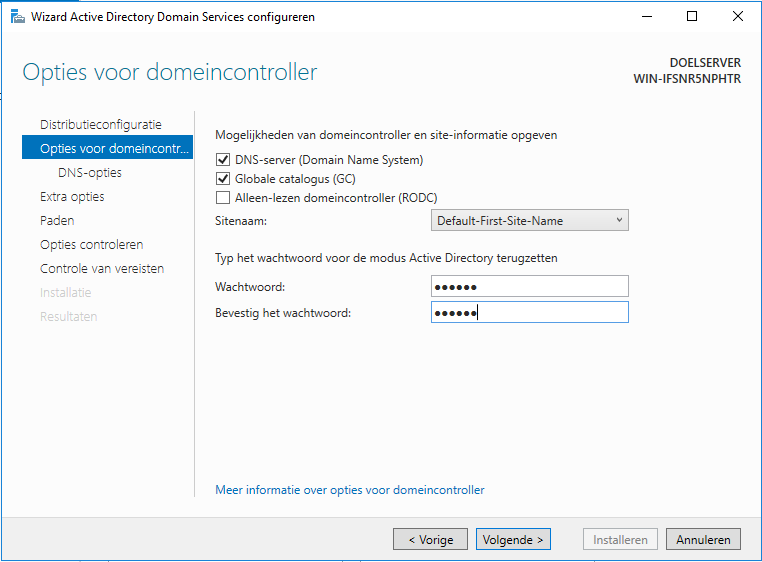 Wizard Active Directory Domain Services configureren
Opties voor domeincontroller
DOELSERVER
WIN-IFSNR5NPHTR
Distributieconfiguratie
Opties voor domeincontr...
DNS-opties
Extra opties
Paden
Opties controleren
Controle van vereisten
Installatie
Resultaten
Mogelijkheden van domeincontroller en site-informatie opgeven
DNS-server (Domain Name System)
Globale catalogus (GC)
Alleen-lezen domeincontroller (RODC)
Sitenaam: Default-First-Site-Name
Typ het wachtwoord voor de modus Active Directory terugzetten
Wachtwoord: ●●●●●●
Bevestig het wachtwoord: ●●●●●●
Meer informatie over opties voor domeincontroller
< Vorige Volgende > Installeren Annuleren